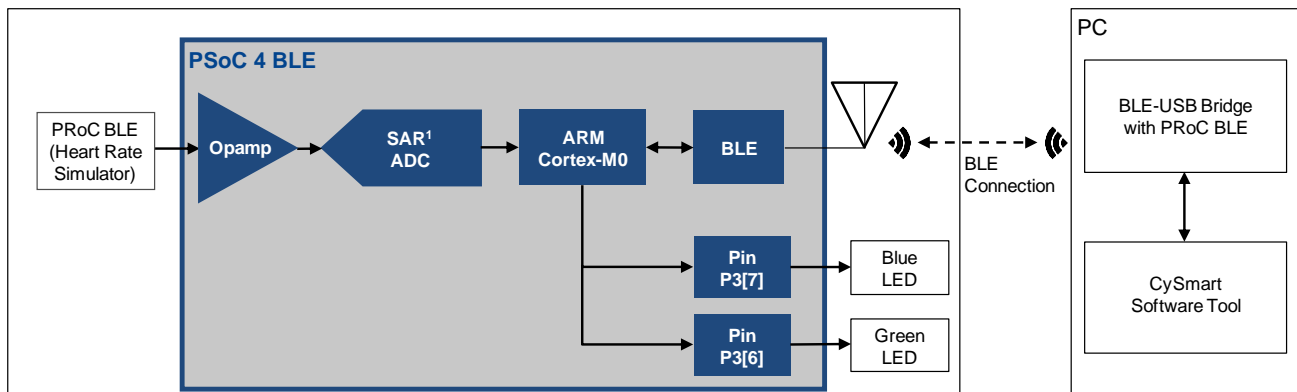 PSoC 4 BLE
PRoC BLE
(Heart Rate
Simulator)
Opamp
SAR¹
ADC
ARM
Cortex-M0
BLE
Pin
P3[7]
Blue
LED
Pin
P3[6]
Green
LED
BLE
Connection
PC
BLE-USB Bridge
with PRoC BLE
CySmart
Software Tool